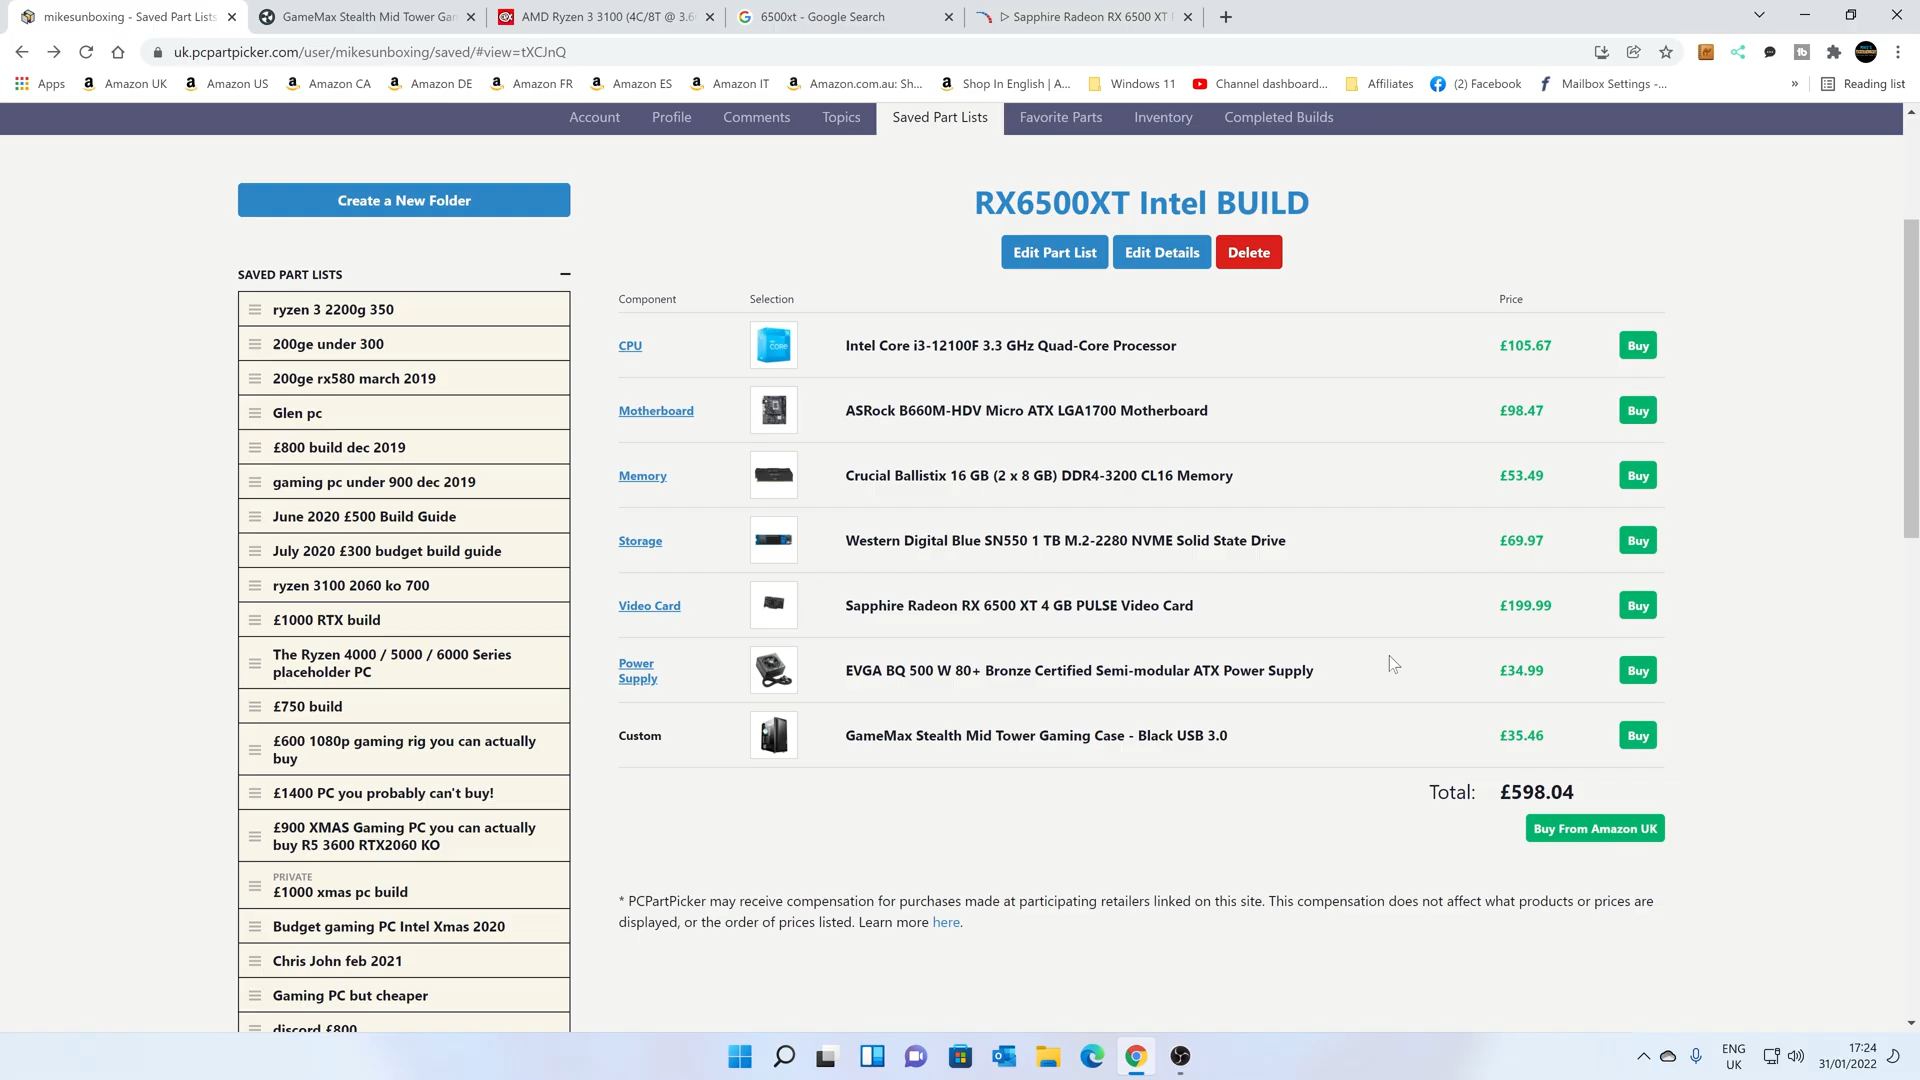 mikesunboxing - Saved Part Lists
GameMax Stealth Mid Tower Gam
AMD Ryzen 3 3100 (4C/8T @ 3.6
6500xt - Google Search
▷ Sapphire Radeon RX 6500 XT
uk.pcpartpicker.com/user/mikesunboxing/saved/#view=tXCJnQ
Apps
Amazon UK
Amazon US
Amazon CA
Amazon DE
Amazon FR
Amazon ES
Amazon IT
Amazon.com.au: Sh...
Shop In English | A...
Windows 11
Channel dashboard...
Affiliates
(2) Facebook
Mailbox Settings -...
»
Reading list
Account
Profile
Comments
Topics
Saved Part Lists
Favorite Parts
Inventory
Completed Builds
Create a New Folder
SAVED PART LISTS
ryzen 3 2200g 350
200ge under 300
200ge rx580 march 2019
Glen pc
£800 build dec 2019
gaming pc under 900 dec 2019
June 2020 £500 Build Guide
July 2020 £300 budget build guide
ryzen 3100 2060 ko 700
£1000 RTX build
The Ryzen 4000 / 5000 / 6000 Series
placeholder PC
£750 build
£600 1080p gaming rig you can actually
buy
£1400 PC you probably can't buy!
£900 XMAS Gaming PC you can actually
buy R5 3600 RTX2060 KO
PRIVATE
£1000 xmas pc build
Budget gaming PC Intel Xmas 2020
Chris John feb 2021
Gaming PC but cheaper
discord £800
RX6500XT Intel BUILD
Edit Part List
Edit Details
Delete
Component Selection Price
CPU Intel Core i3-12100F 3.3 GHz Quad-Core Processor £105.67 Buy
Motherboard ASRock B660M-HDV Micro ATX LGA1700 Motherboard £98.47 Buy
Memory Crucial Ballistix 16 GB (2 x 8 GB) DDR4-3200 CL16 Memory £53.49 Buy
Storage Western Digital Blue SN550 1 TB M.2-2280 NVME Solid State Drive £69.97 Buy
Video Card Sapphire Radeon RX 6500 XT 4 GB PULSE Video Card £199.99 Buy
Power
Supply EVGA BQ 500 W 80+ Bronze Certified Semi-modular ATX Power Supply £34.99 Buy
Custom GameMax Stealth Mid Tower Gaming Case - Black USB 3.0 £35.46 Buy
Total: £598.04
Buy From Amazon UK
* PCPartPicker may receive compensation for purchases made at participating retailers linked on this site. This compensation does not affect what products or prices are
displayed, or the order of prices listed. Learn more here.
ENG
UK
17:24
31/01/2022